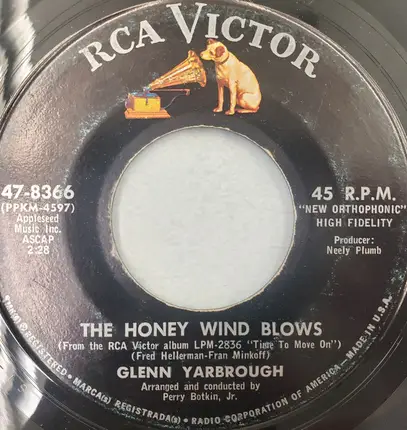 RCA VICTOR
47-8366
(PPKM-4597)
Appleseed
Music Inc.
ASCAP
2:28
45 R.P.M.
"NEW ORTHOPHONIC"
HIGH FIDELITY
Producer:
Neely Plumb
THE HONEY WIND BLOWS
(From the RCA Victor album LPM-2836 "Time To Move On")
(Fred Hellerman-Fran Minkoff)
GLENN YARBROUGH
Arranged and conducted by
Perry Botkin, Jr.
REGISTERED • MARCA(s) REGISTRADA(s) • RADIO CORPORATION OF AMERICA - MADE IN U.S.A.